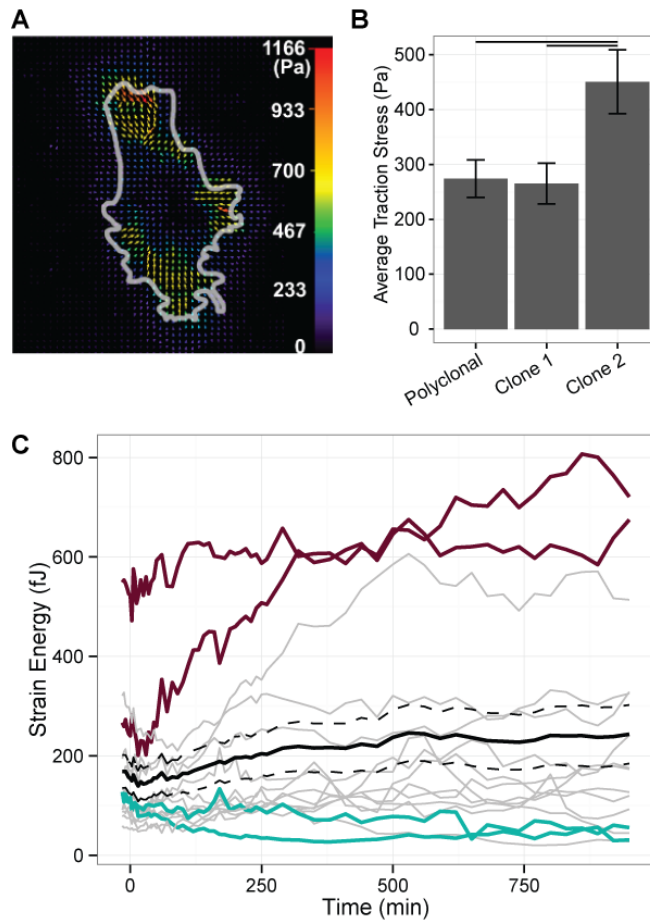 A
1166
(Pa)
933
700
467
233
0
B
Average Traction Stress (Pa)
500
400
300
200
100
0
Polyclonal
Clone 1
Clone 2
C
Strain Energy (fJ)
800
600
400
200
0
0
250
500
750
Time (min)